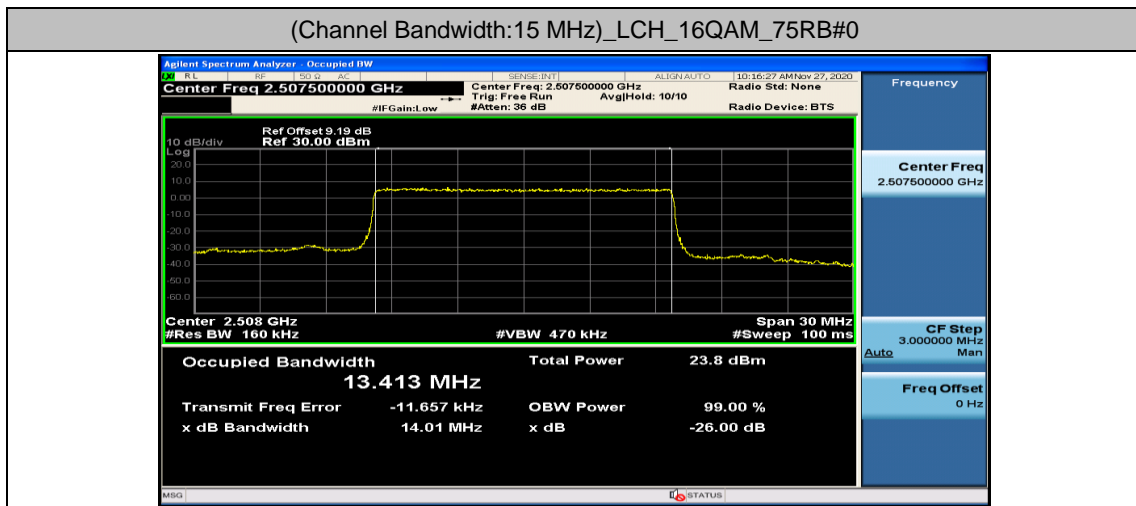 (Channel Bandwidth:15 MHz)_LCH_16QAM_75RB#0
Agilent Spectrum Analyzer - Occupied BW
LXI RL RF 50 Ω AC SENSE:INT ALIGNAUTO 10:16:27 AM Nov 27, 2020
Center Freq 2.507500000 GHz
Center Freq: 2.507500000 GHz
Radio Std: None
Trig: Free Run Avg|Hold: 10/10
#IFGain:Low
#Atten: 36 dB
Radio Device: BTS
Frequency
Ref Offset 9.19 dB
10 dB/div Ref 30.00 dBm
Log
20.0
10.0
0.00
-10.0
-20.0
-30.0
-40.0
-50.0
-60.0
Center Freq
2.507500000 GHz
Center 2.508 GHz Span 30 MHz
#Res BW 160 kHz #VBW 470 kHz #Sweep 100 ms
CF Step
3.000000 MHz
Auto Man
Occupied Bandwidth Total Power 23.8 dBm
13.413 MHz
Freq Offset
0 Hz
Transmit Freq Error -11.657 kHz OBW Power 99.00 %
x dB Bandwidth 14.01 MHz x dB -26.00 dB
MSG STATUS